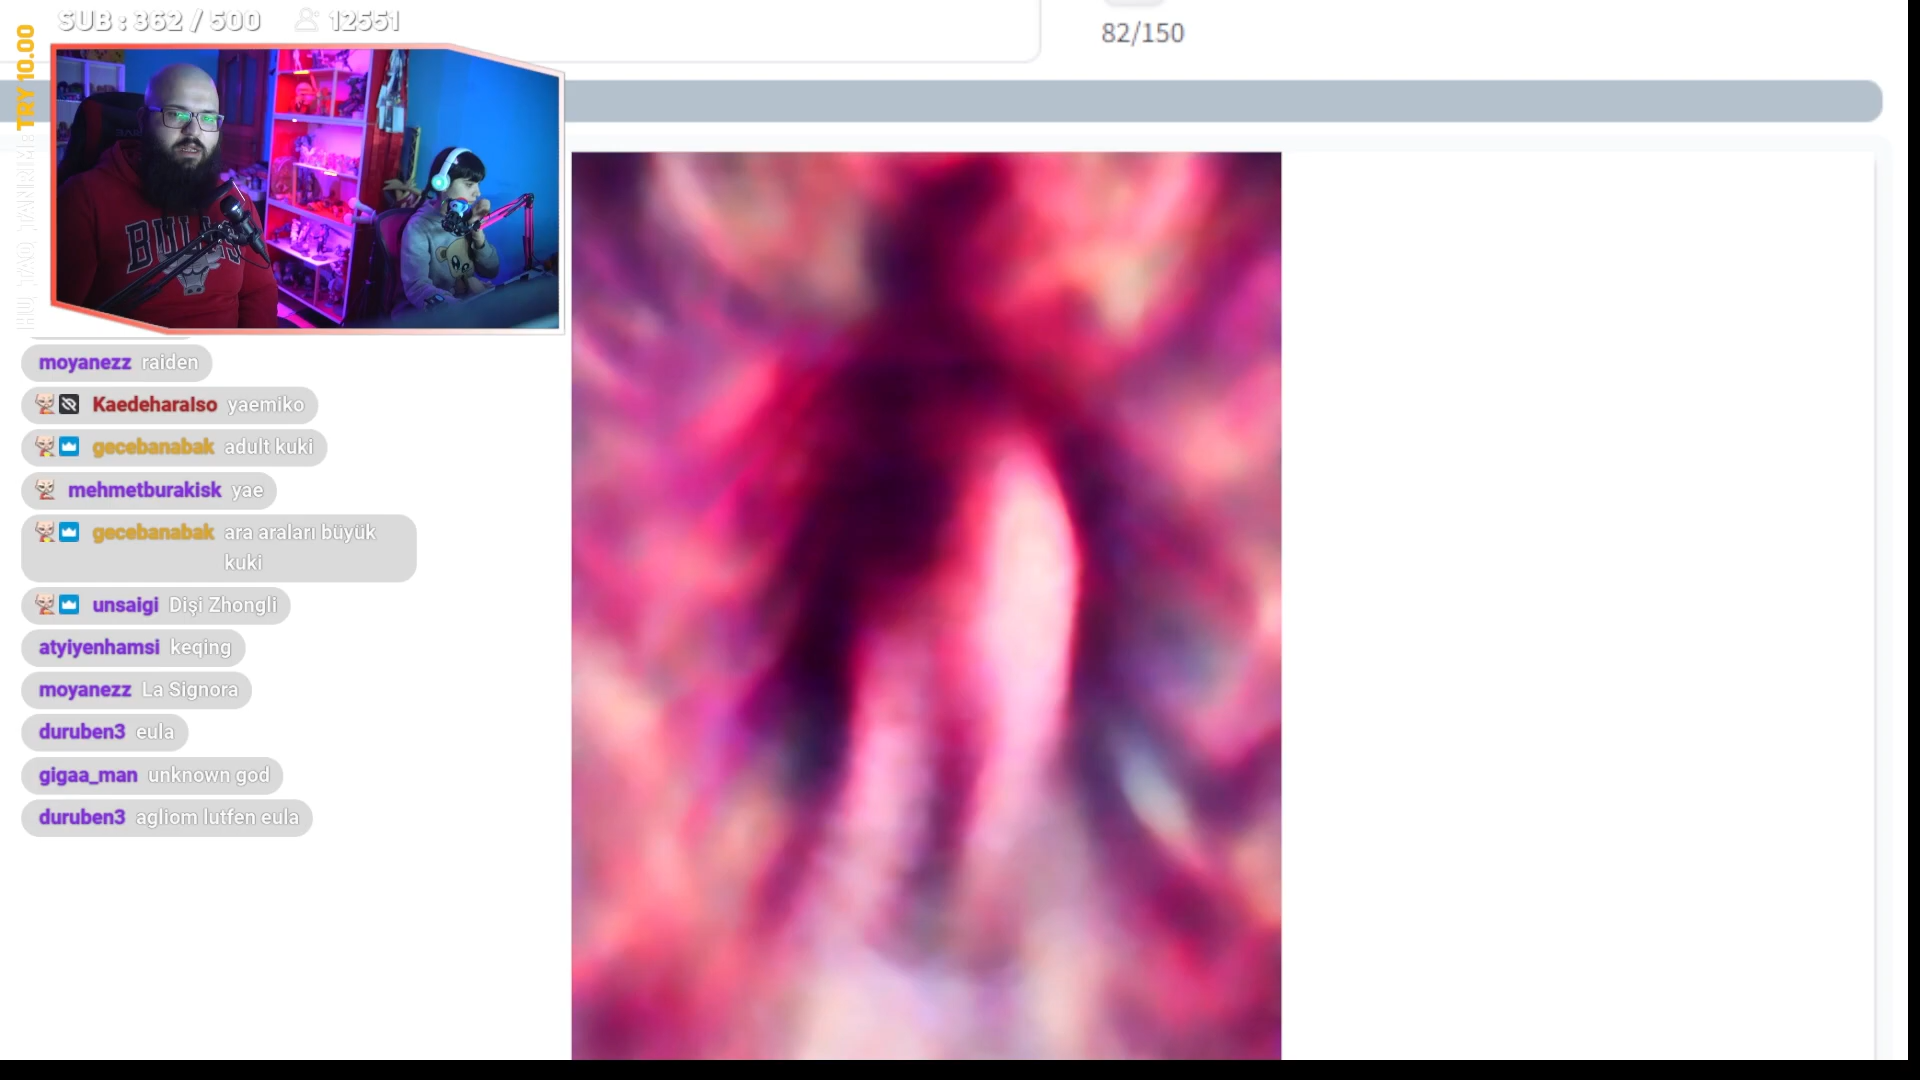 SUB : 362 / 500 12551
82/150
TRY 10.00
BULLS
moyanezz raiden
KaedeharaIso yaemiko
gecebanabak adult kuki
mehmetburakisk yae
gecebanabak ara araları büyük
kuki
unsaigi Dişi Zhongli
atyiyenhamsi keqing
moyanezz La Signora
duruben3 eula
gigaa_man unknown god
duruben3 agliom lutfen eula